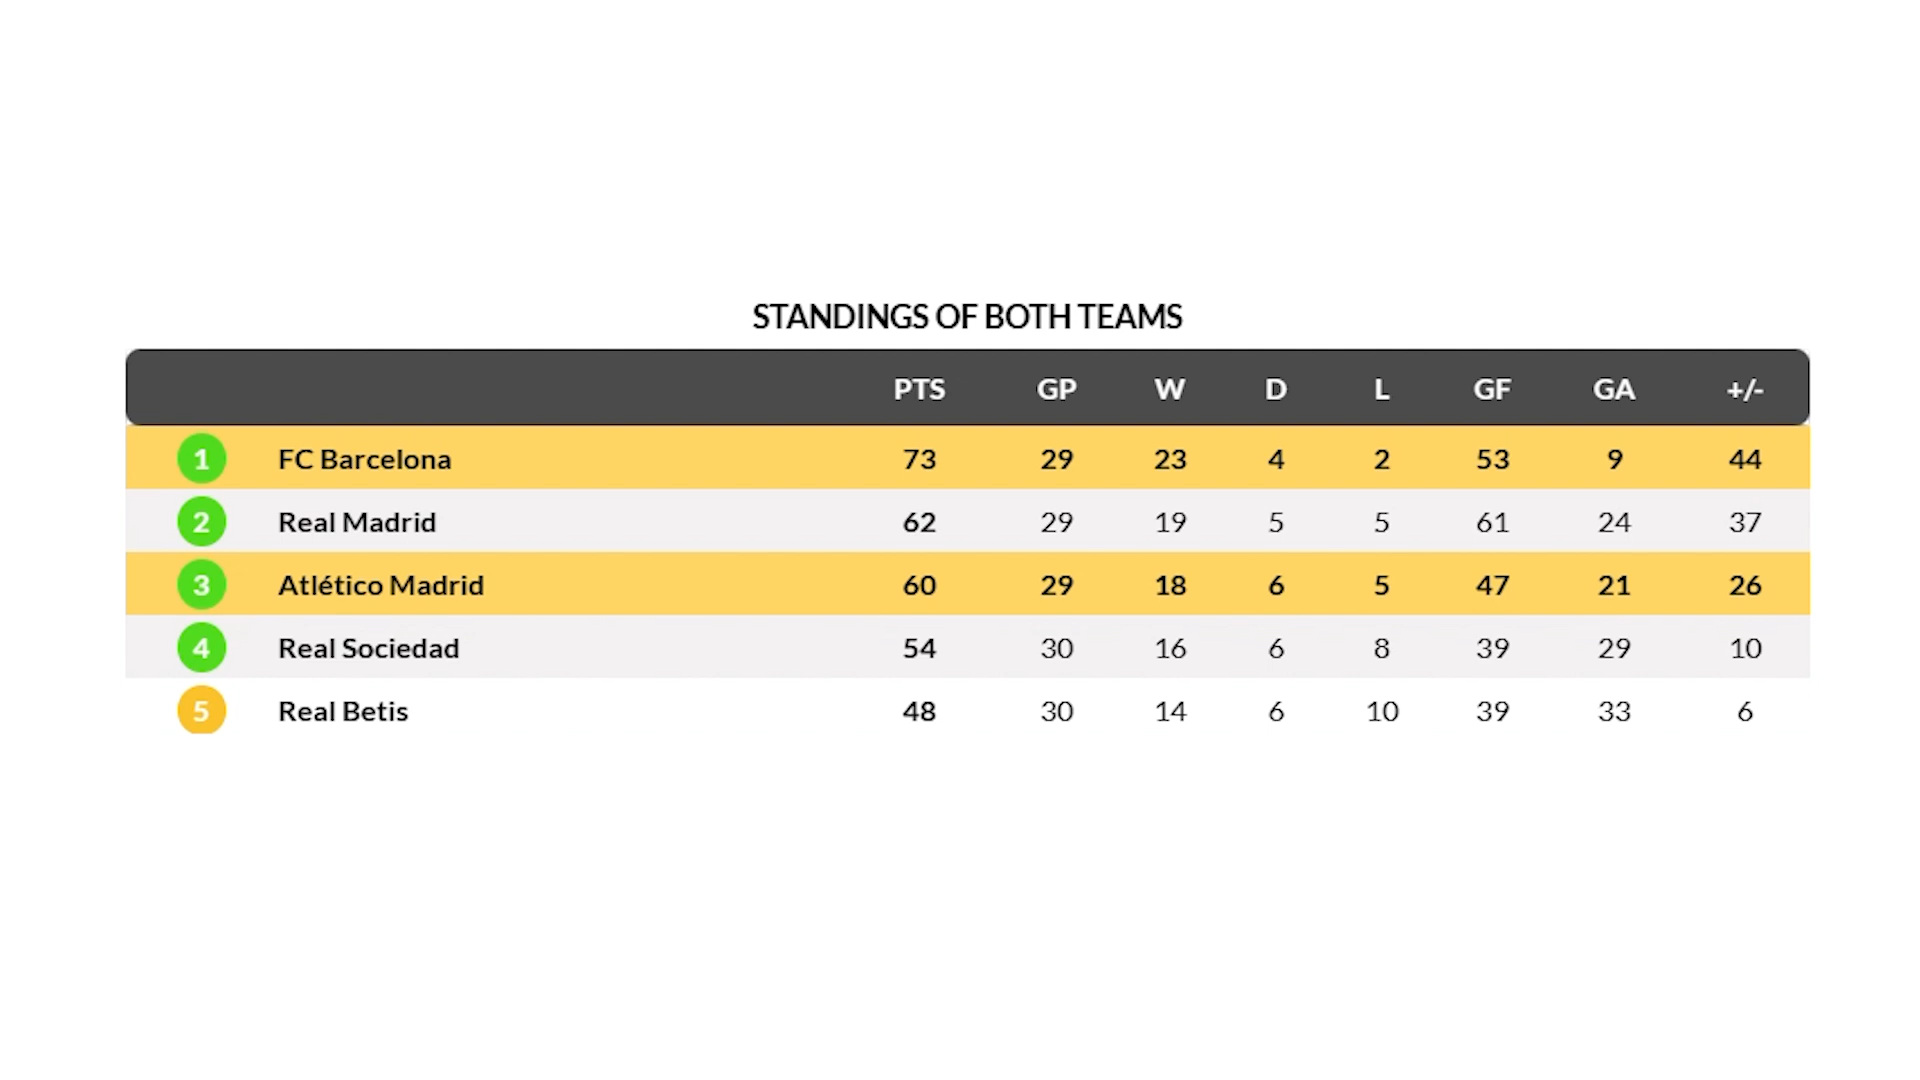 STANDINGS OF BOTH TEAMS
PTS GP W D L GF GA +/-
1 FC Barcelona 73 29 23 4 2 53 9 44
2 Real Madrid 62 29 19 5 5 61 24 37
3 Atlético Madrid 60 29 18 6 5 47 21 26
4 Real Sociedad 54 30 16 6 8 39 29 10
5 Real Betis 48 30 14 6 10 39 33 6